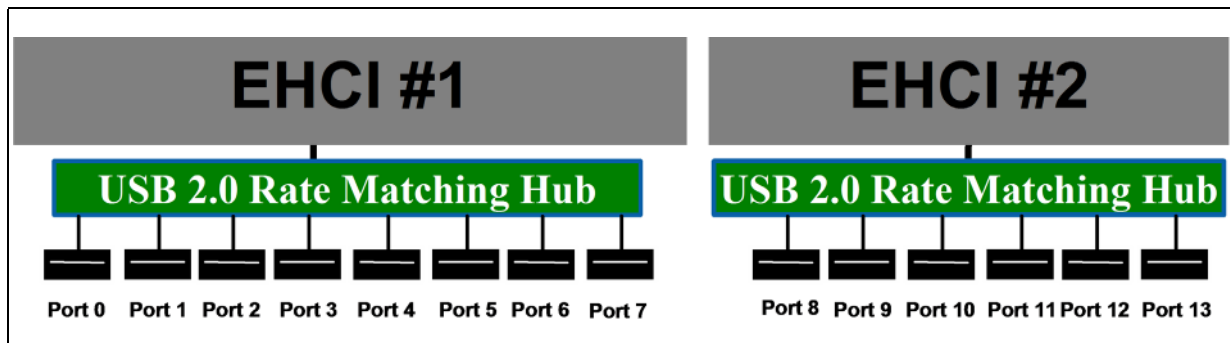 EHCI #1
EHCI #2
USB 2.0 Rate Matching Hub
USB 2.0 Rate Matching Hub
Port 0 Port 1 Port 2 Port 3 Port 4 Port 5 Port 6 Port 7
Port 8 Port 9 Port 10 Port 11 Port 12 Port 13